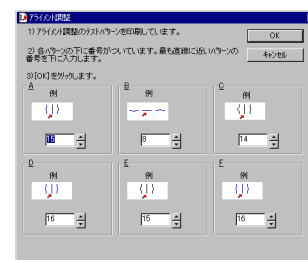 アライメント調整
1) アライメント調整のテストパターンを印刷しています。
2) 各パターンの下に番号がついています。最も直線に近いパターンの
番号を下に入力します。
3)[OK]をクリックします。
OK
キャンセル
A
例
15
B
例
8
C
例
14
D
例
16
E
例
15
F
例
16